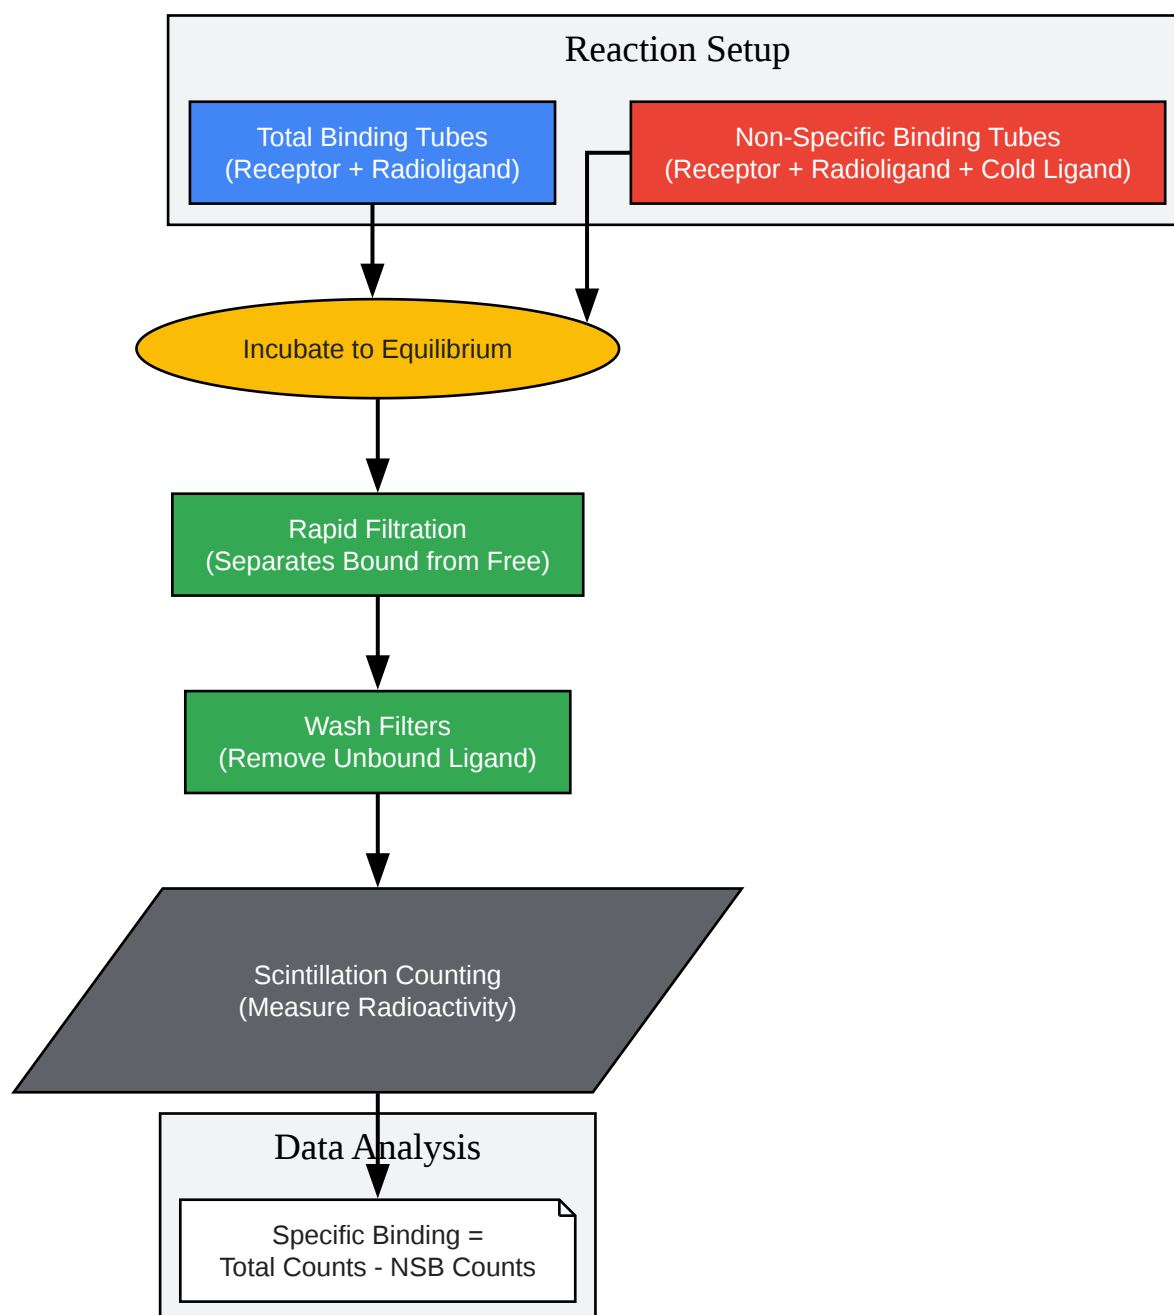 Reaction Setup
Total Binding Tubes
(Receptor + Radioligand)
Non-Specific Binding Tubes
(Receptor + Radioligand + Cold Ligand)
Incubate to Equilibrium
Rapid Filtration
(Separates Bound from Free)
Wash Filters
(Remove Unbound Ligand)
Scintillation Counting
(Measure Radioactivity)
Data Analysis
Specific Binding =
Total Counts - NSB Counts